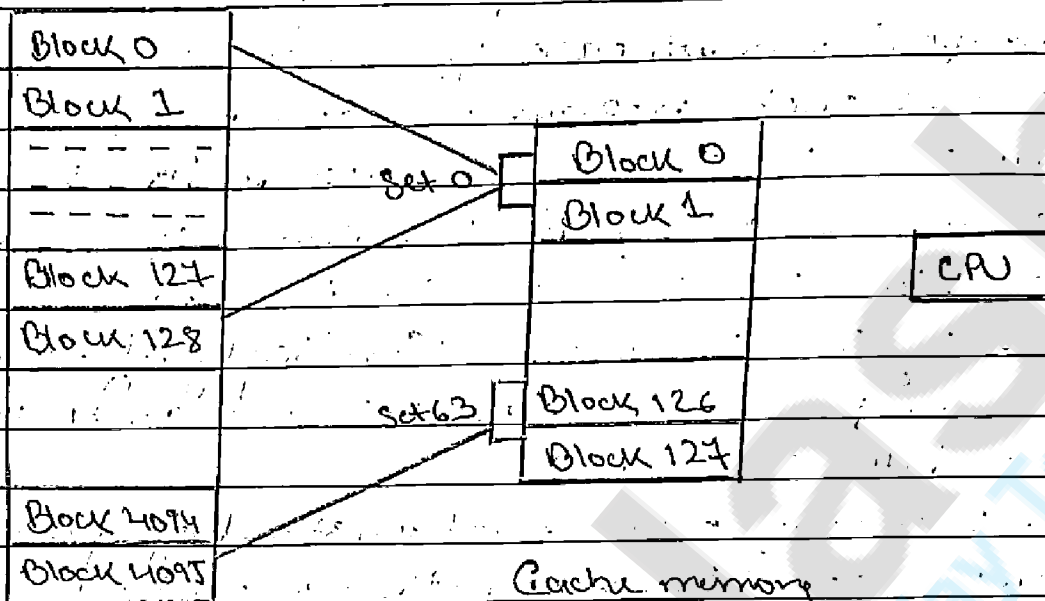 Block 0
Block 1
Block 127
Block 128
Block 4094
Block 4095
Set 0
Set 63
Block 0
Block 1
Block 126
Block 127
CPU
Cache memory